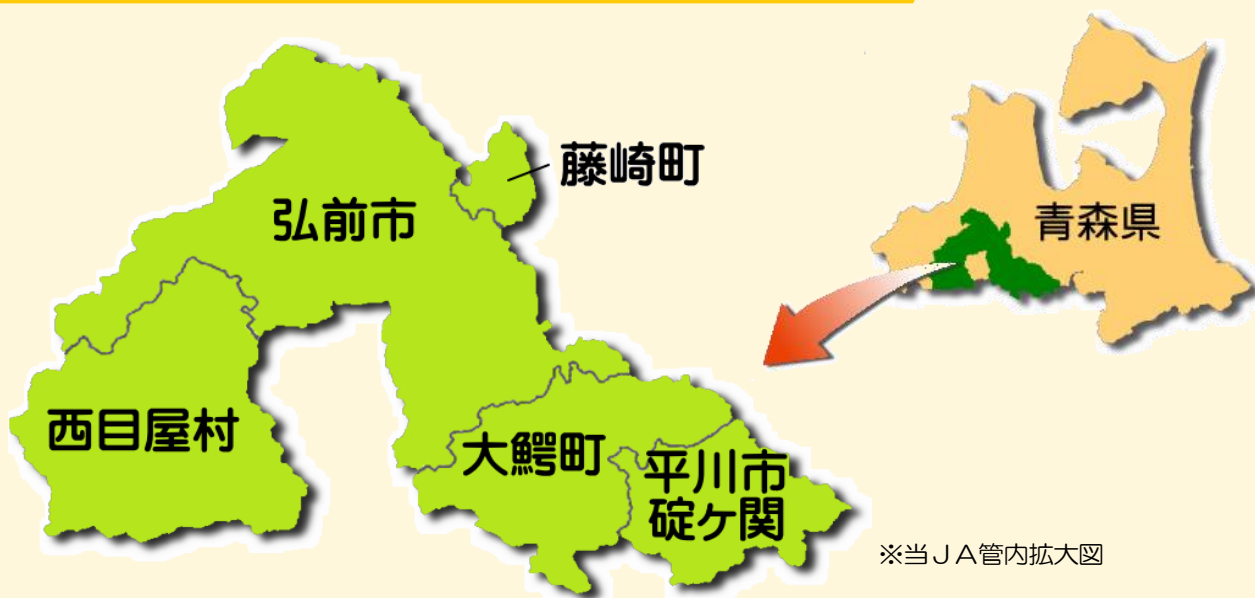 藤崎町
弘前市
青森県
西目屋村
大鰐町
平川市
碇ヶ関
※当ＪＡ管内拡大図